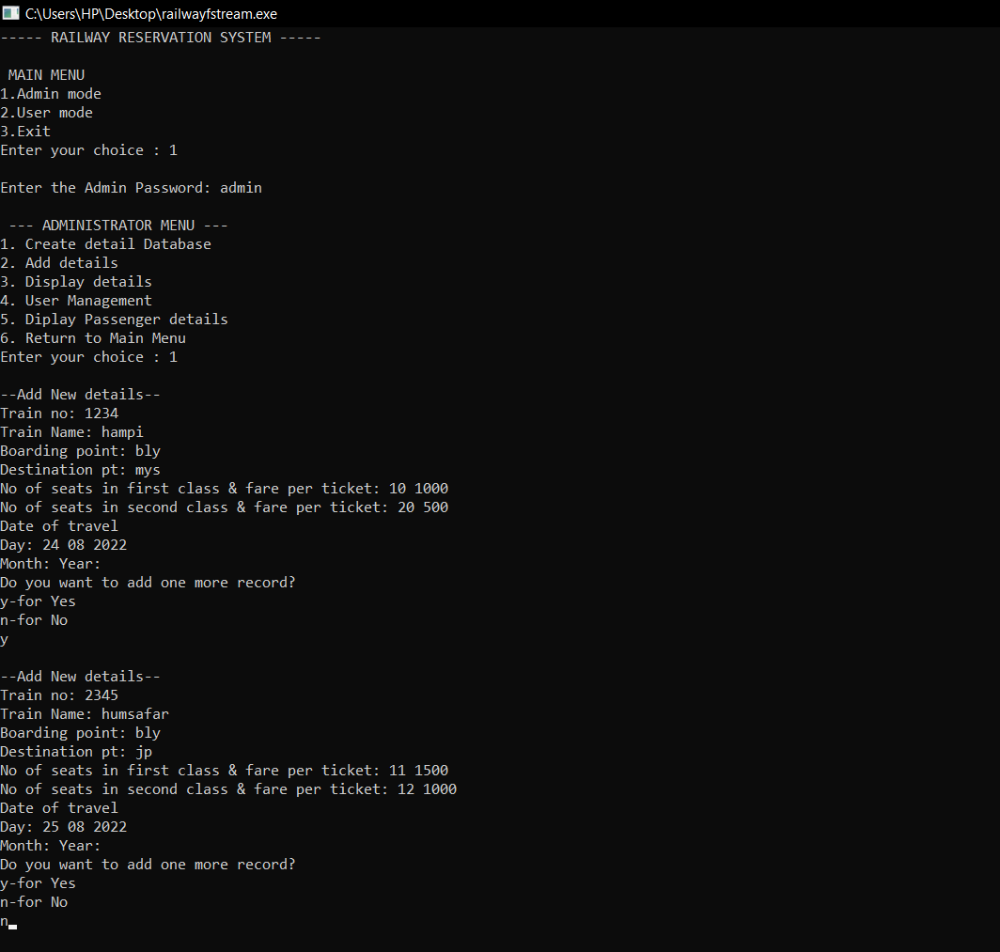 C:\Users\HP\Desktop\railwayfstream.exe
----- RAILWAY RESERVATION SYSTEM -----
MAIN MENU
1.Admin mode
2.User mode
3.Exit
Enter your choice : 1
Enter the Admin Password: admin
--- ADMINISTRATOR MENU ---
1. Create detail Database
2. Add details
3. Display details
4. User Management
5. Diplay Passenger details
6. Return to Main Menu
Enter your choice : 1
--Add New details--
Train no: 1234
Train Name: hampi
Boarding point: bly
Destination pt: mys
No of seats in first class & fare per ticket: 10 1000
No of seats in second class & fare per ticket: 20 500
Date of travel
Day: 24 08 2022
Month: Year:
Do you want to add one more record?
y-for Yes
n-for No
y
--Add New details--
Train no: 2345
Train Name: humsafar
Boarding point: bly
Destination pt: jp
No of seats in first class & fare per ticket: 11 1500
No of seats in second class & fare per ticket: 12 1000
Date of travel
Day: 25 08 2022
Month: Year:
Do you want to add one more record?
y-for Yes
n-for No
n